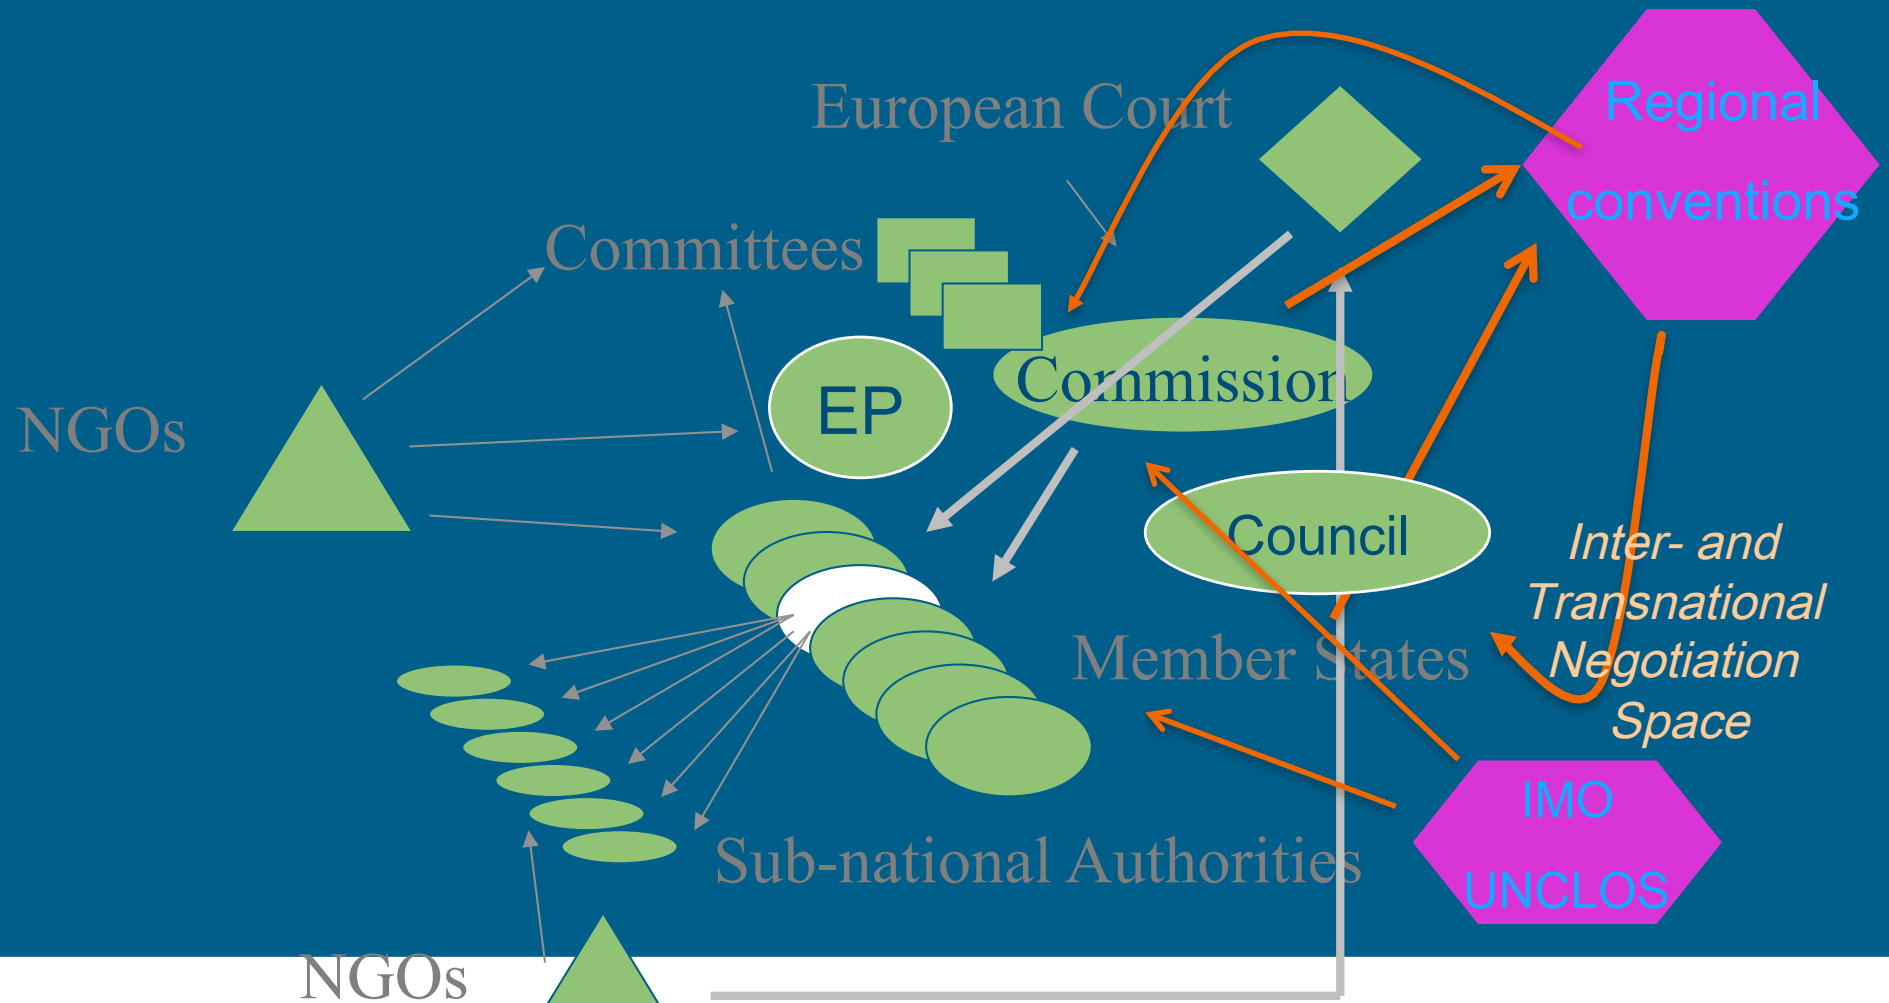 European Court
Regional
conventions
Committees
Commission
EP
NGOs
Council
Inter- and
Transnational
Negotiation
Space
Member States
IMO
UNCLOS
Sub-national Authorities
NGOs